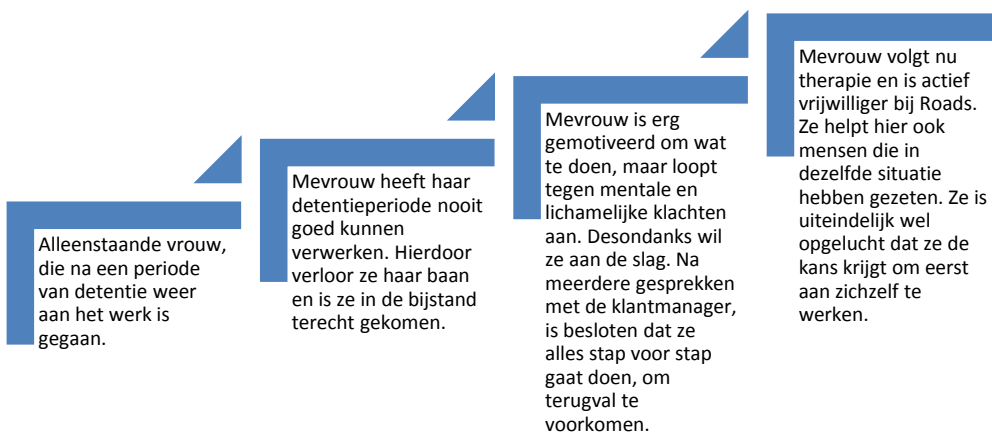 Alleenstaande vrouw,
die na een periode
van detentie weer
aan het werk is
gegaan.
Mevrouw heeft haar
detentieperiode nooit
goed kunnen
verwerken. Hierdoor
verloor ze haar baan
en is ze in de bijstand
terecht gekomen.
Mevrouw is erg
gemotiveerd om wat
te doen, maar loopt
tegen mentale en
lichamelijke klachten
aan. Desondanks wil
ze aan de slag. Na
meerdere gesprekken
met de klantmanager,
is besloten dat ze
alles stap voor stap
gaat doen, om
terugval te
voorkomen.
Mevrouw volgt nu
therapie en is actief
vrijwilliger bij Roads.
Ze helpt hier ook
mensen die in
dezelfde situatie
hebben gezeten. Ze is
uiteindelijk wel
opgelucht dat ze de
kans krijgt om eerst
aan zichzelf te
werken.